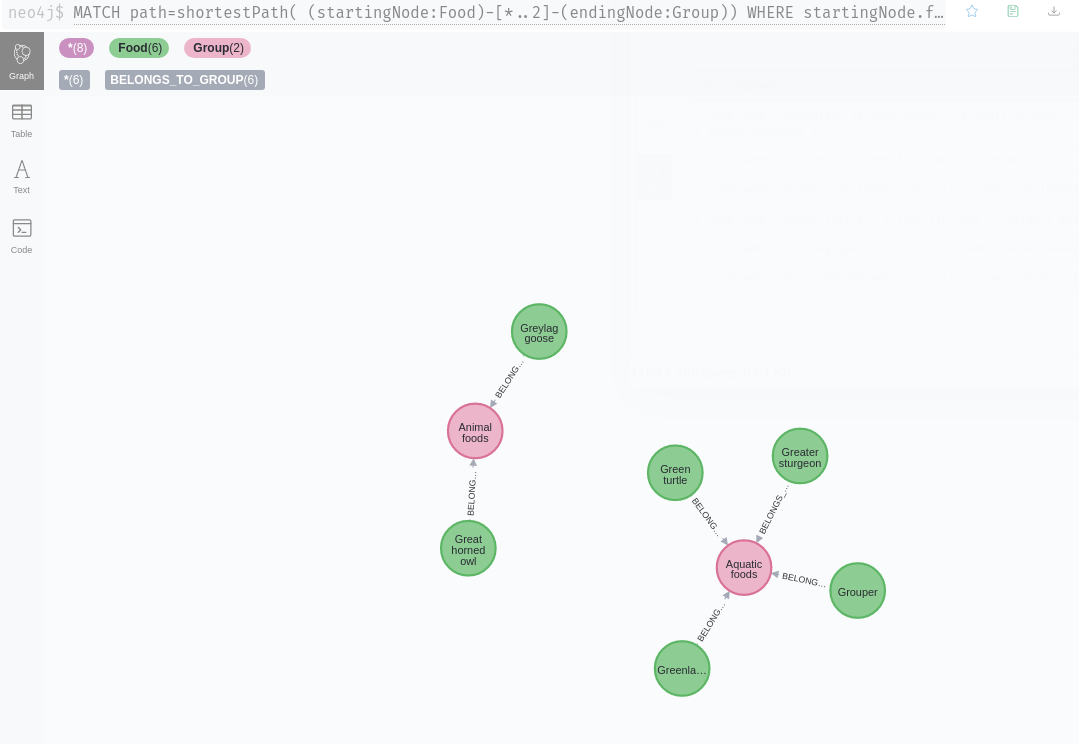 neo4j$ MATCH path=shortestPath( (startingNode:Food)-[*..2]-(endingNode:Group)) WHERE startingNode.f…
*(8) Food(6) Group(2)
*(6) BELONGS_TO_GROUP(6)
Graph
Table
Text
Code
Greylag
goose
BELONG…
Animal
foods
BELONG…
Great
horned
owl
Green
turtle
BELONG…
Greater
sturgeon
BELONGS_…
Aquatic
foods
BELONG…
Grouper
BELONG…
Greenla…